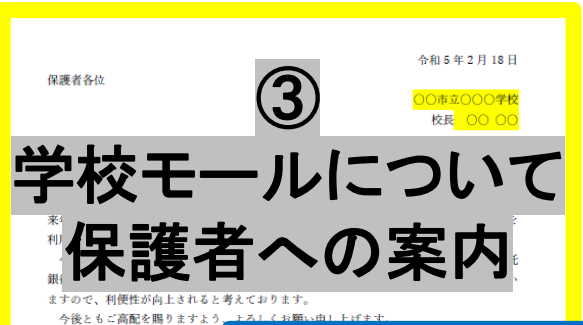 令和5年2月18日
保護者各位
〇〇市立〇〇〇学校
校長 〇〇 〇〇
③
学校モールについて
保護者への案内
来
利
銀
ますので、利便性が向上されると考えております。
今後ともご高配を賜りますよう、よろしくお願い申し上げます。